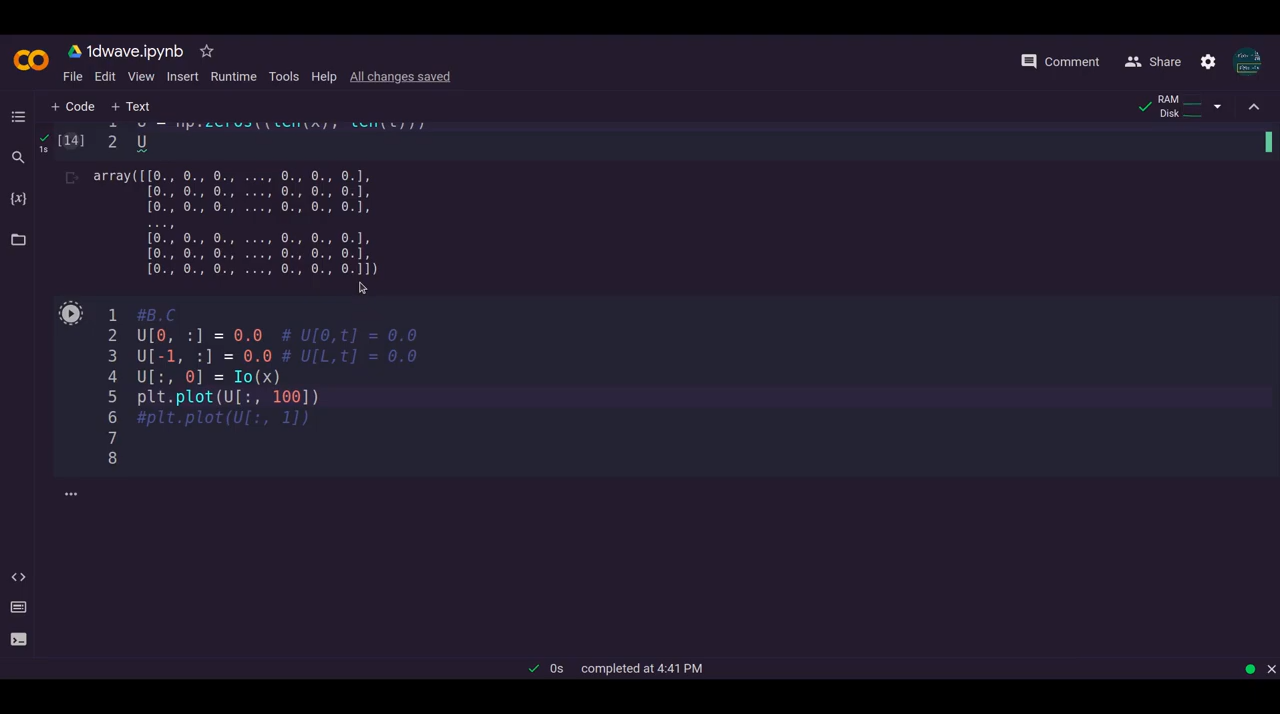 1dwave.ipynb
Comment
Share
File Edit View Insert Runtime Tools Help All changes saved
+ Code + Text
RAM
Disk
1s
[14]
2 U
array([[0., 0., 0., ..., 0., 0., 0.],
[0., 0., 0., ..., 0., 0., 0.],
[0., 0., 0., ..., 0., 0., 0.],
...,
[0., 0., 0., ..., 0., 0., 0.],
[0., 0., 0., ..., 0., 0., 0.],
[0., 0., 0., ..., 0., 0., 0.]])
1 #B.C
2 U[0, :] = 0.0 # U[0,t] = 0.0
3 U[-1, :] = 0.0 # U[L,t] = 0.0
4 U[:, 0] = Io(x)
5 plt.plot(U[:, 100])
6 #plt.plot(U[:, 1])
7
8
0s completed at 4:41 PM